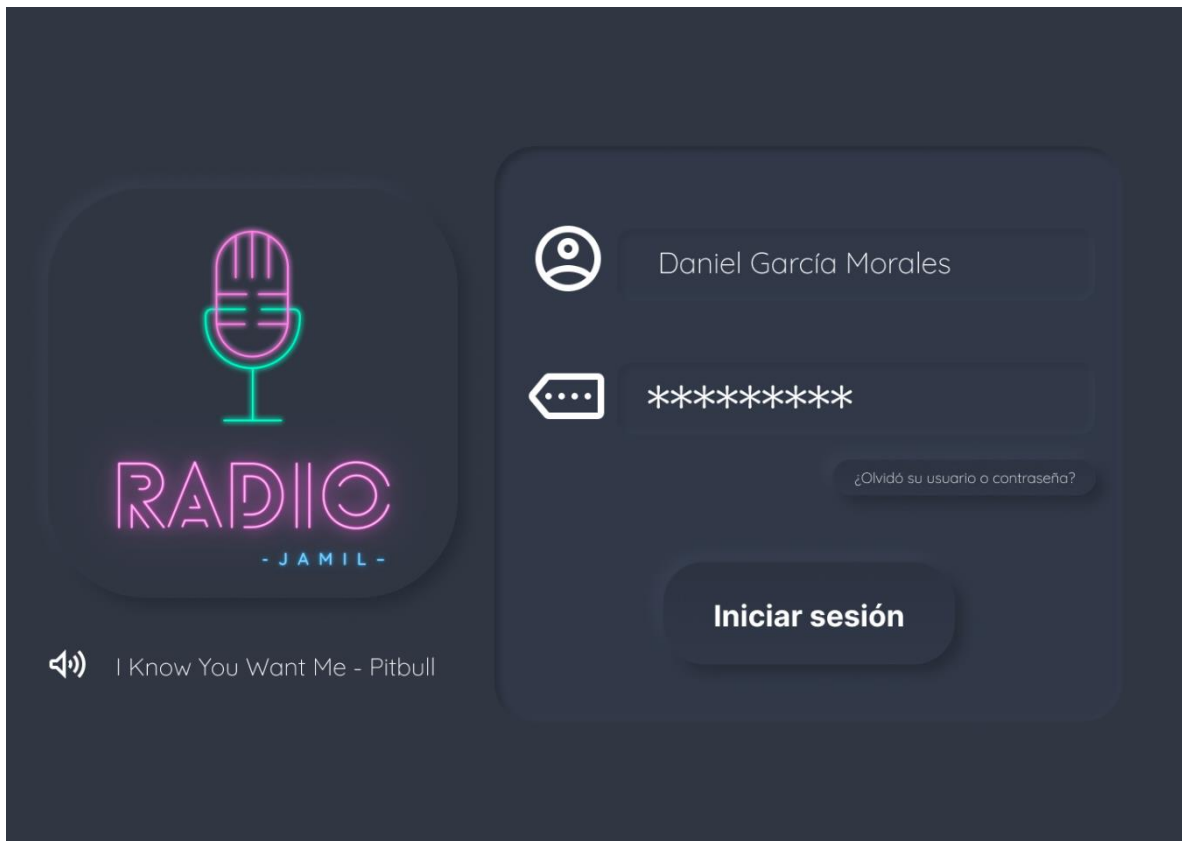 RADIO
-JAMIL-
I Know You Want Me - Pitbull
Daniel García Morales
*********
¿Olvidó su usuario o contraseña?
Iniciar sesión